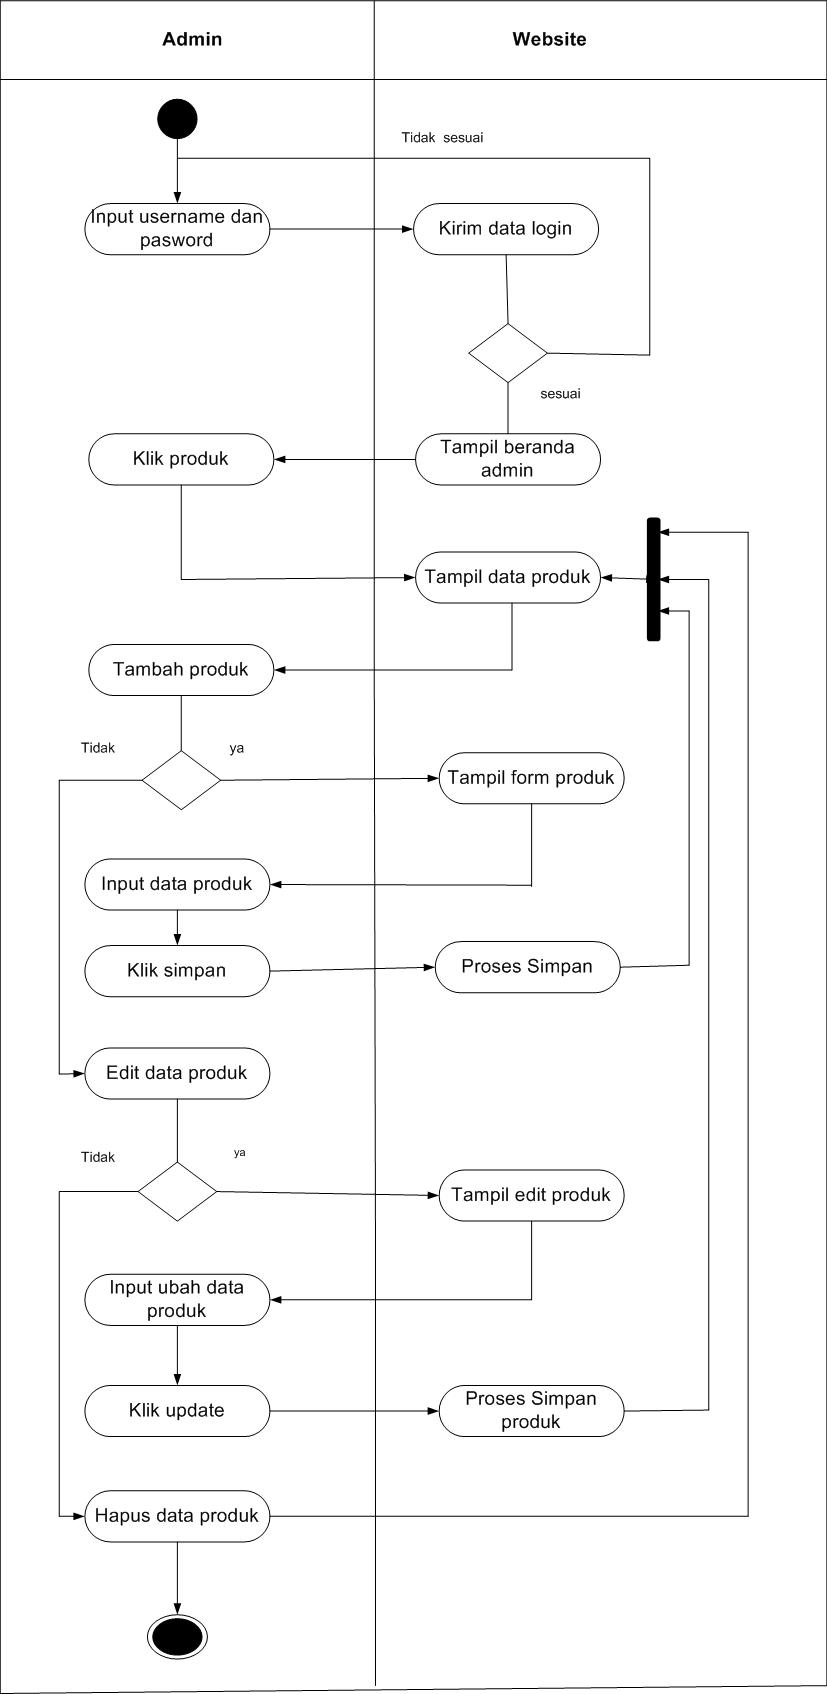 Admin
Website
Tidak sesuai
Input username dan
pasword
Kirim data login
sesuai
Klik produk
Tampil beranda
admin
Tampil data produk
Tambah produk
Tidak
ya
Tampil form produk
Input data produk
Klik simpan
Proses Simpan
Edit data produk
Tidak
ya
Tampil edit produk
Input ubah data
produk
Klik update
Proses Simpan
produk
Hapus data produk